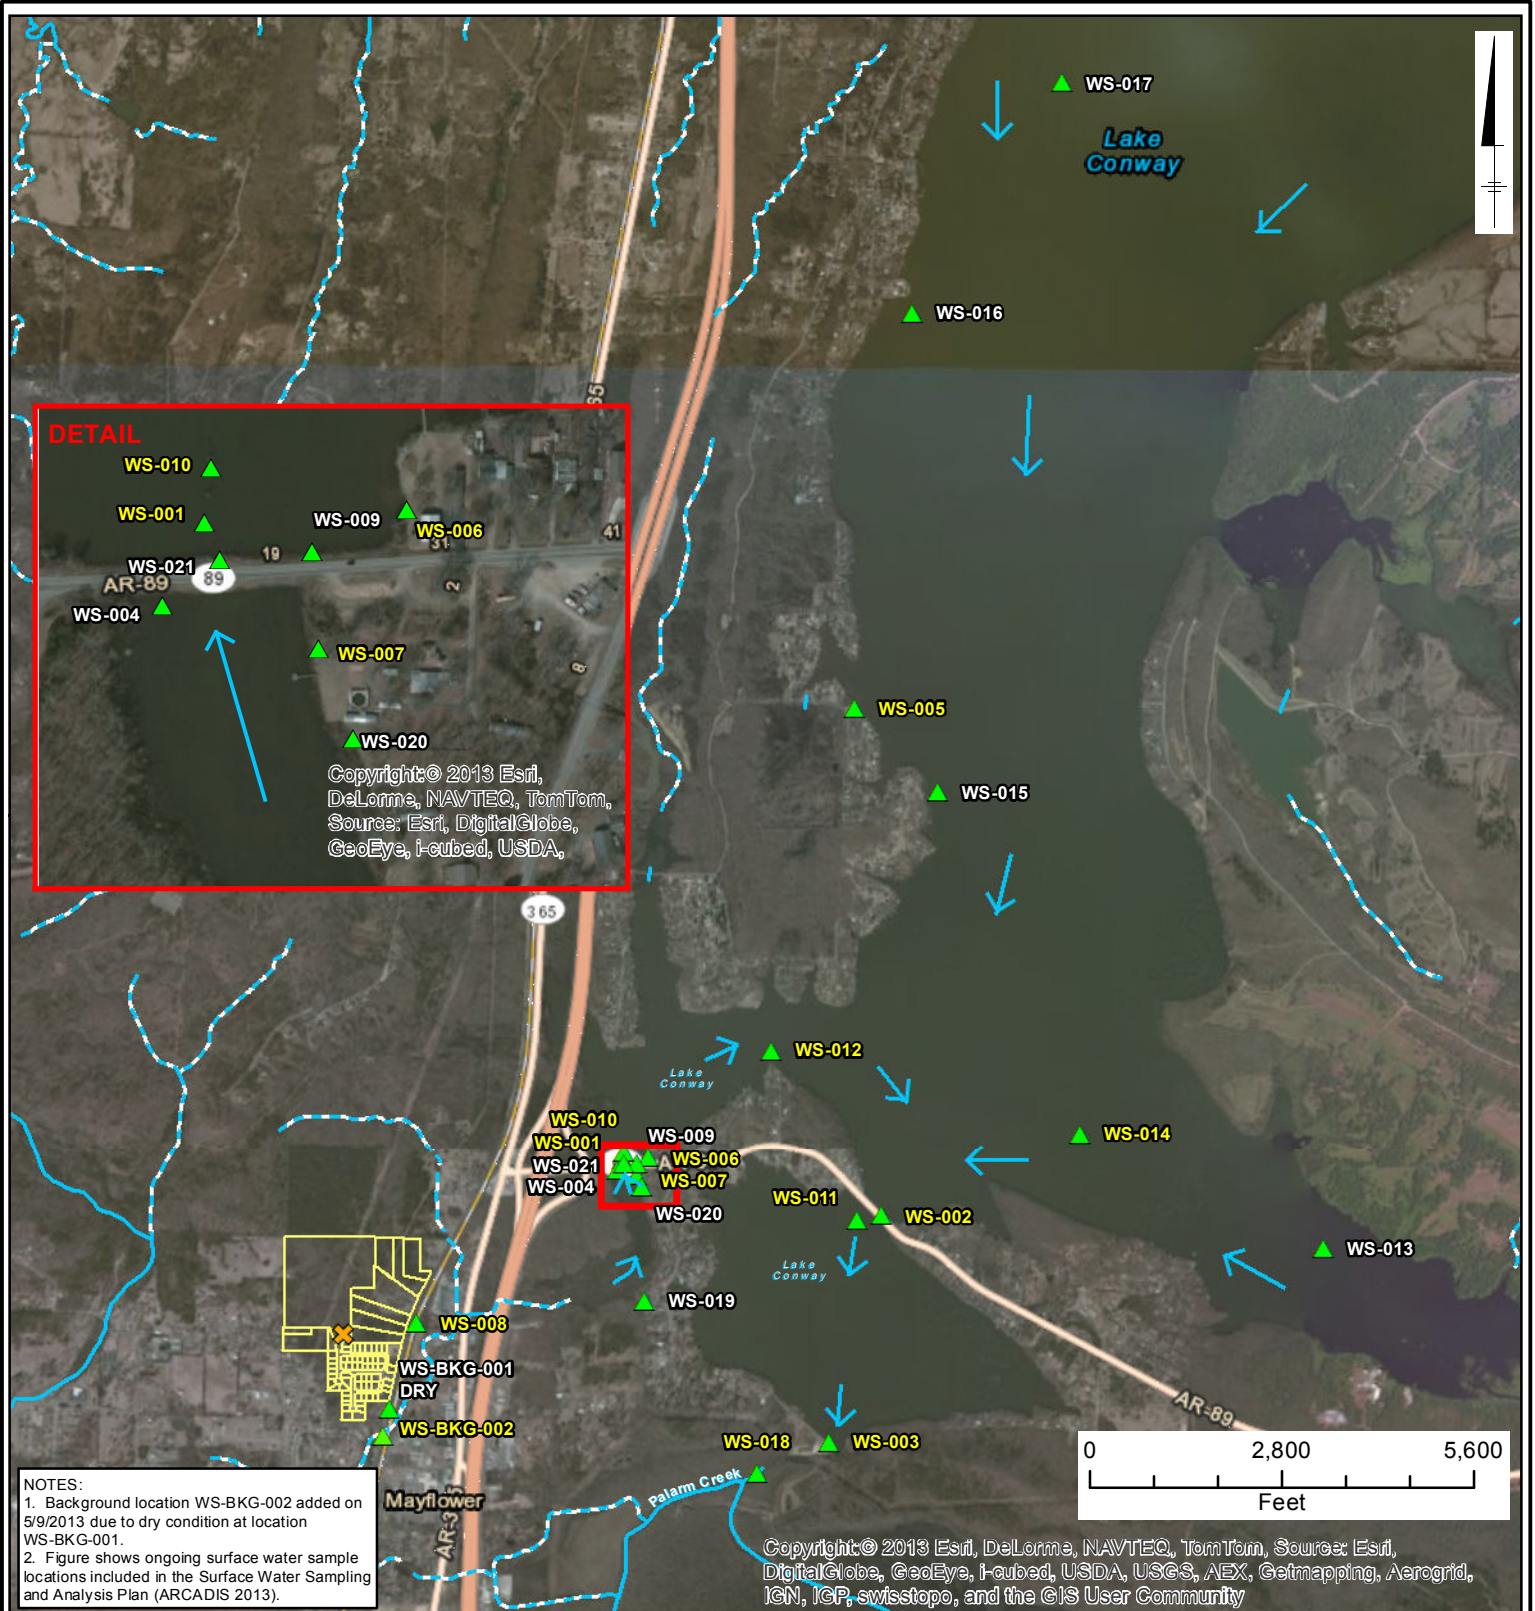 WS-017
Lake
Conway
WS-016
65
DETAIL
WS-010
WS-001
WS-009
WS-006
WS-021
19
31
41
AR-89
89
2
WS-004
WS-007
8
WS-020
Copyright:© 2013 Esri,
DeLorme, NAVTEQ, TomTom,
Source: Esri, DigitalGlobe,
GeoEye, i-cubed, USDA,
WS-005
WS-015
365
WS-012
Lake
Conway
WS-010
WS-001
WS-009
WS-021
A
WS-006
WS-004
WS-007
WS-020
WS-014
WS-011
WS-002
WS-013
Lake
Conway
WS-019
WS-008
WS-BKG-001
DRY
WS-BKG-002
AR-89
WS-018
WS-003
Palarm Creek
Mayflower
AR-3
0 2,800 5,600
Feet
NOTES:
1. Background location WS-BKG-002 added on
5/9/2013 due to dry condition at location
WS-BKG-001.
2. Figure shows ongoing surface water sample
locations included in the Surface Water Sampling
and Analysis Plan (ARCADIS 2013).
Copyright:© 2013 Esri, DeLorme, NAVTEQ, TomTom, Source: Esri,
DigitalGlobe, GeoEye, i-cubed, USDA, USGS, AEX, Getmapping, Aerogrid,
IGN, IGP, swisstopo, and the GIS User Community